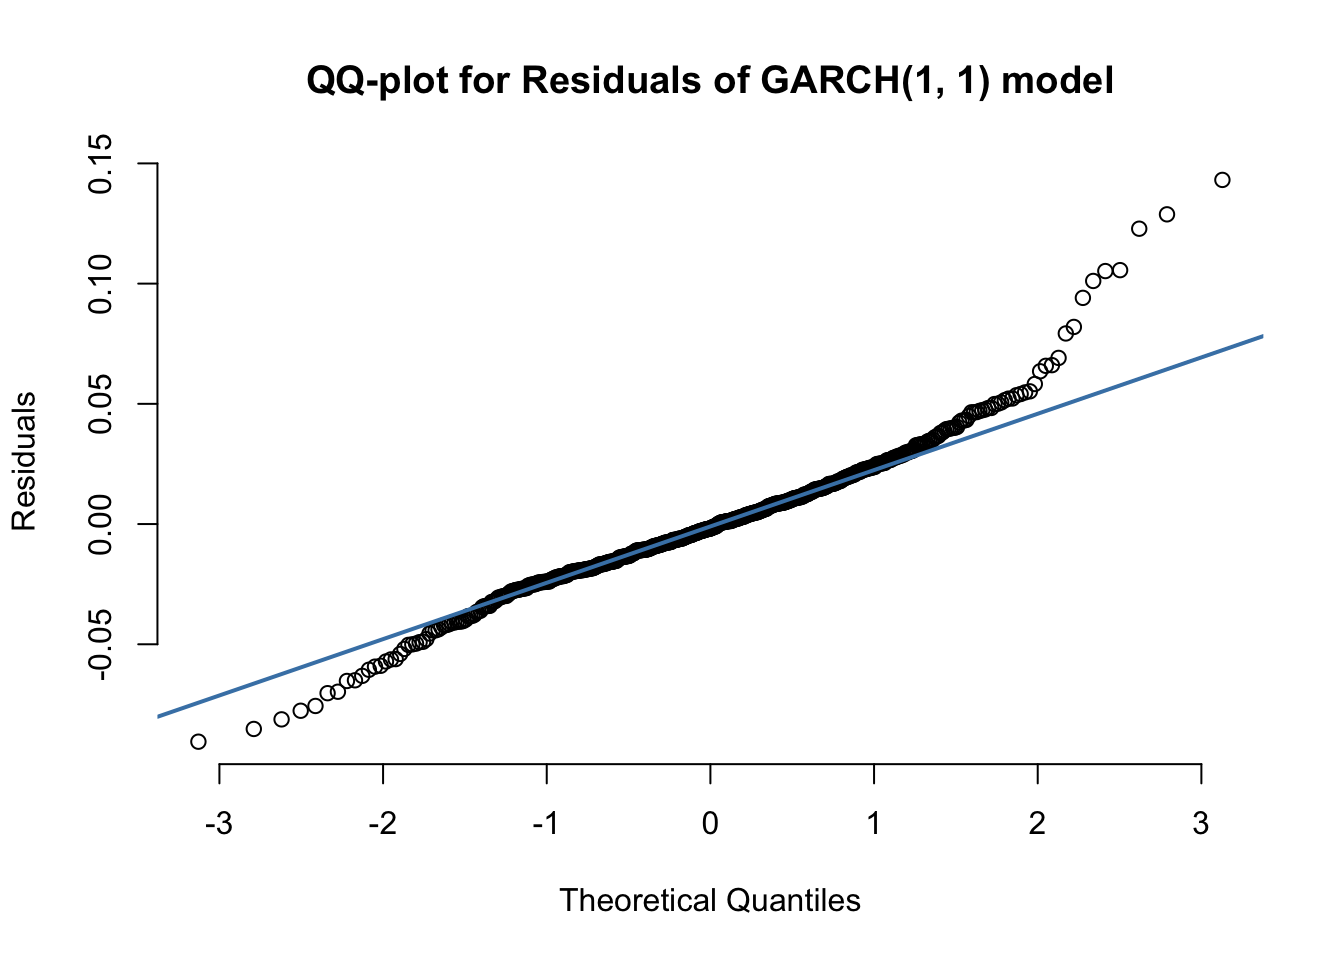 QQ-plot for Residuals of GARCH(1, 1) model
Residuals
0.15
0.10
0.05
0.00
-0.05
-3 -2 -1 0 1 2 3
Theoretical Quantiles